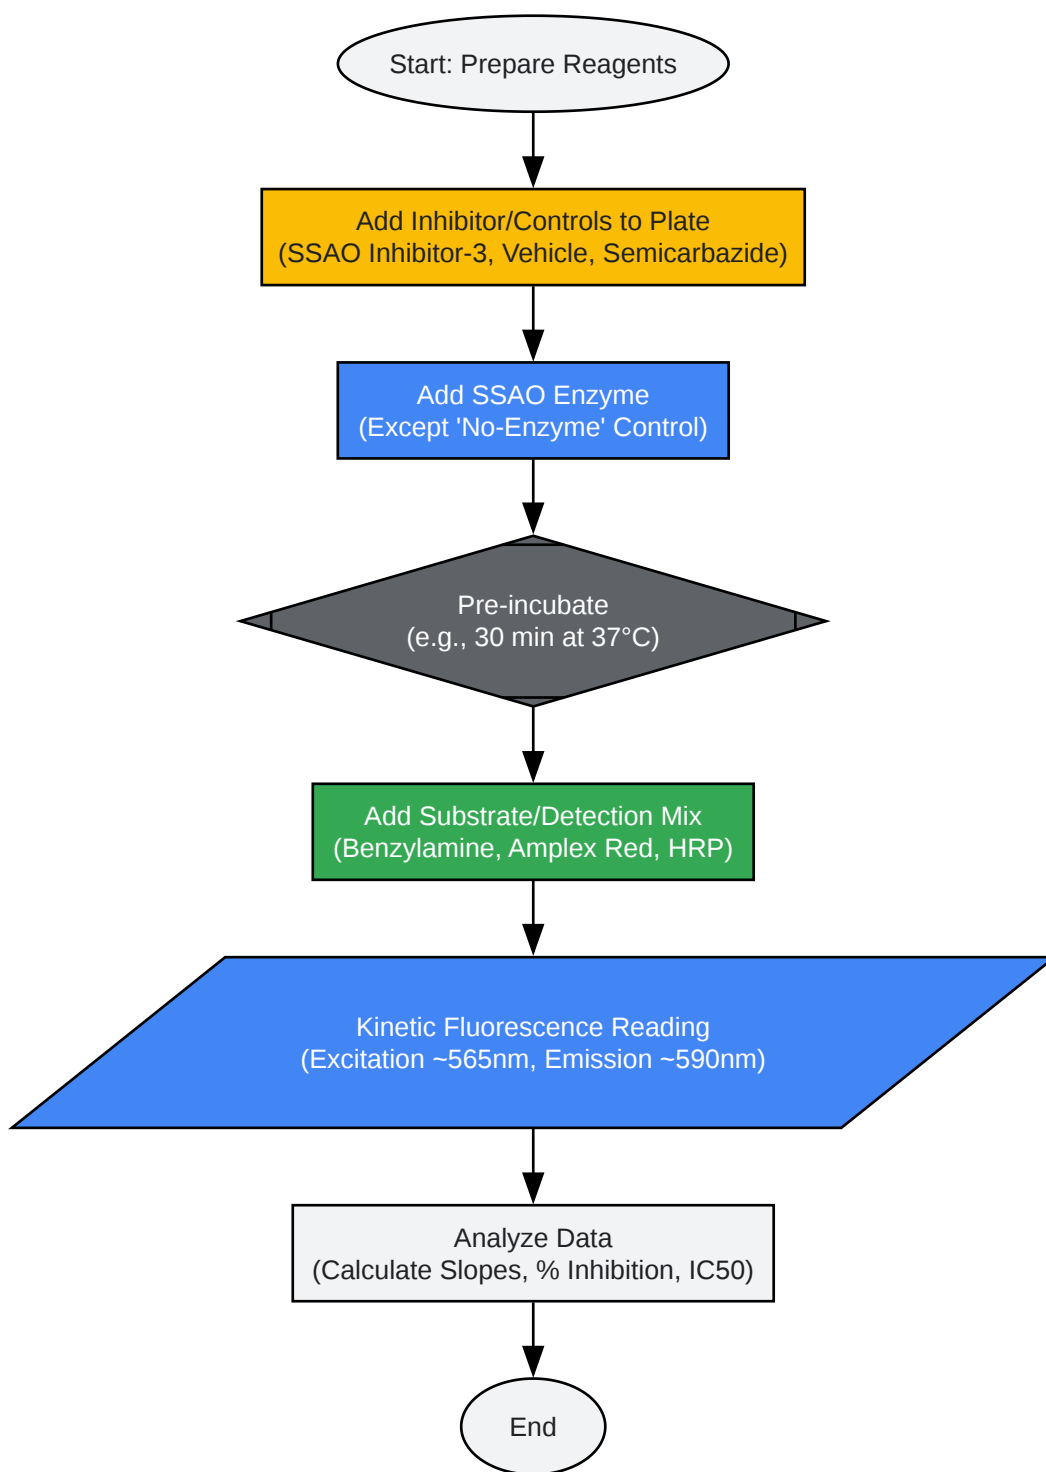 Start: Prepare Reagents
Add Inhibitor/Controls to Plate
(SSAO Inhibitor-3, Vehicle, Semicarbazide)
Add SSAO Enzyme
(Except 'No-Enzyme' Control)
Pre-incubate
(e.g., 30 min at 37°C)
Add Substrate/Detection Mix
(Benzylamine, Amplex Red, HRP)
Kinetic Fluorescence Reading
(Excitation ~565nm, Emission ~590nm)
Analyze Data
(Calculate Slopes, % Inhibition, IC50)
End